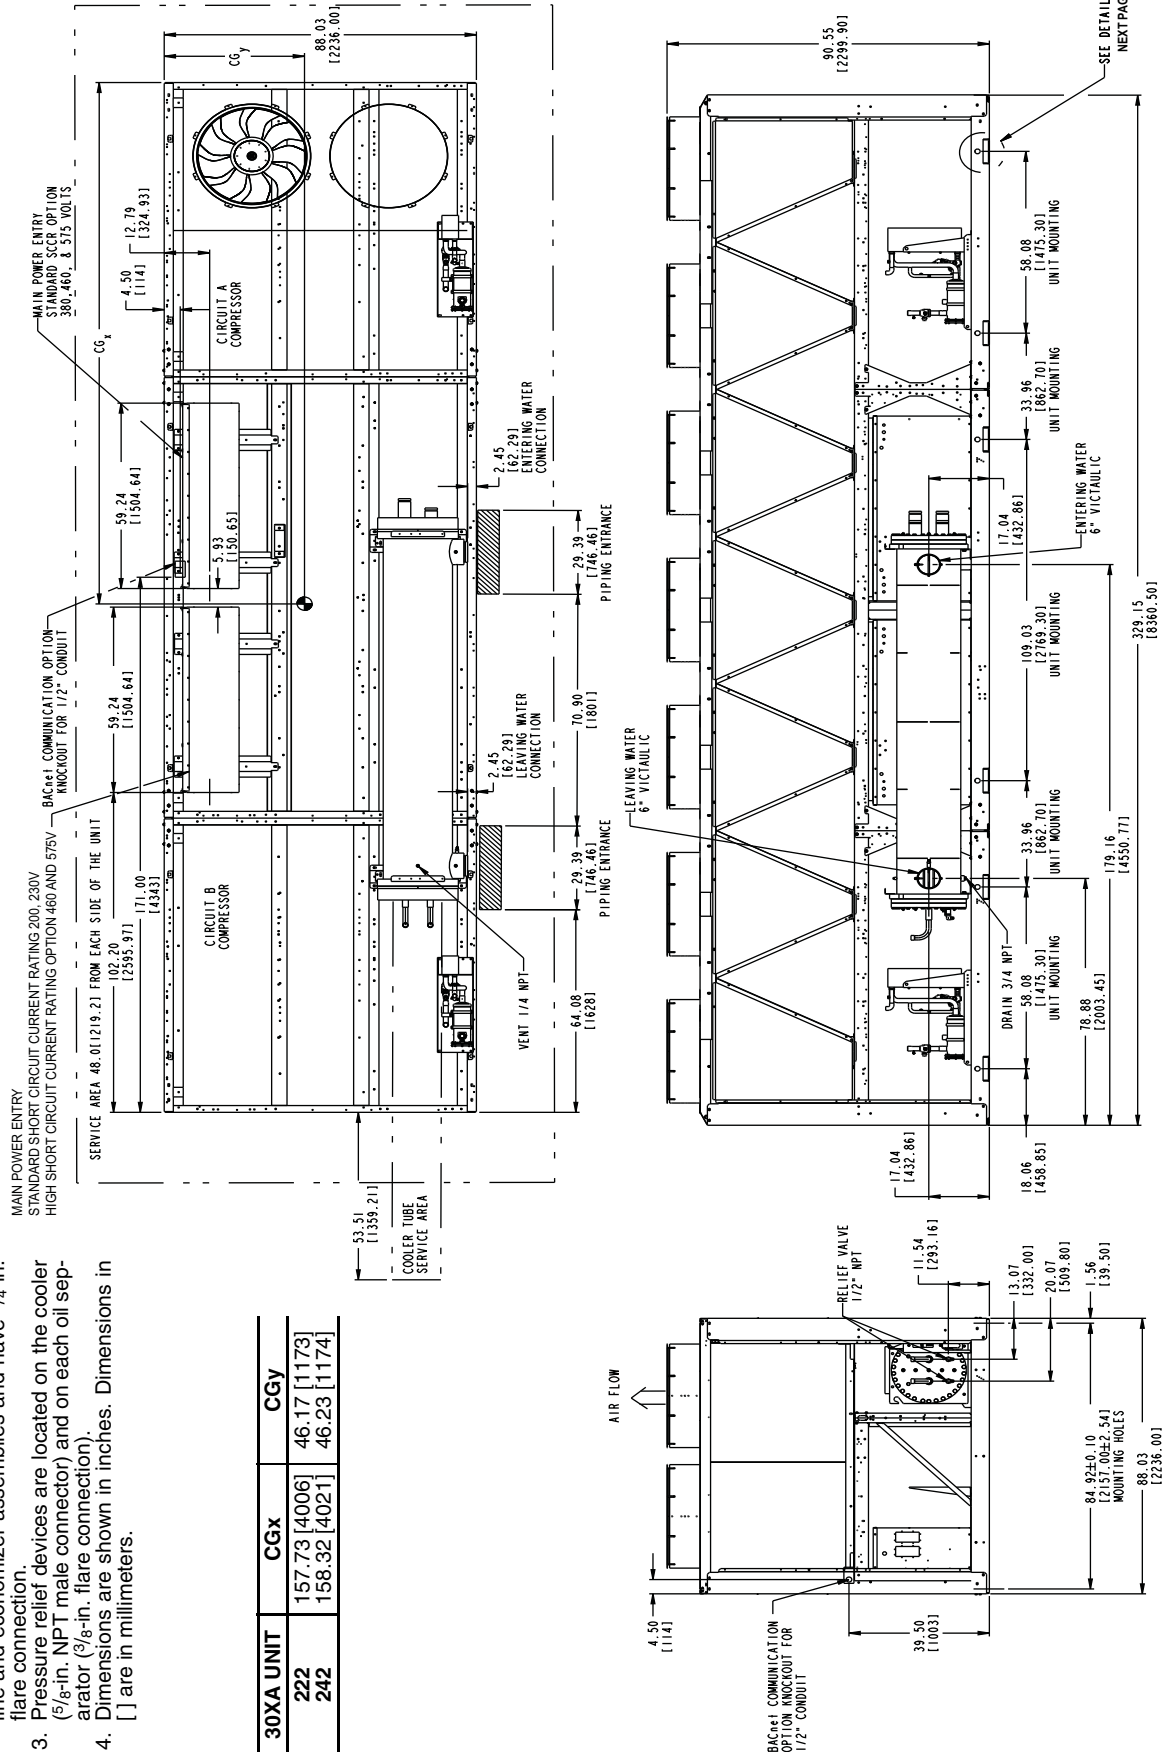 line and economizer assemblies and have 1/4-in.
flare connection.
3. Pressure relief devices are located on the cooler
(5/8-in. NPT male connector) and on each oil sep-
arator (3/8-in. flare connection).
4. Dimensions are shown in inches. Dimensions in
[ ] are in millimeters.
30XA UNIT CGx CGy
222 157.73 [4006] 46.17 [1173]
242 158.32 [4021] 46.23 [1174]
MAIN POWER ENTRY
STANDARD SHORT CIRCUIT CURRENT RATING 200, 230V
HIGH SHORT CIRCUIT CURRENT RATING OPTION 460 AND 575V
BACnet COMMUNICATION OPTION
KNOCKOUT FOR 1/2" CONDUIT
MAIN POWER ENTRY
STANDARD SCCR OPTION
380,460, & 575 VOLTS
SERVICE AREA 48.0[1219.2] FROM EACH SIDE OF THE UNIT
171.00
[4343]
102.20
[2595.97]
59.24
[1504.64]
59.24
[1504.64]
5.93
[150.65]
CGx
4.50
[114]
12.79
[324.93]
CGy
88.03
[2236.00]
CIRCUIT B
COMPRESSOR
CIRCUIT A
COMPRESSOR
53.51
[1359.21]
COOLER TUBE
SERVICE AREA
VENT 1/4 NPT
2.45
[62.29]
LEAVING WATER
CONNECTION
2.45
[62.29]
ENTERING WATER
CONNECTION
64.08
[1628]
29.39
[746.46]
PIPING ENTRANCE
70.90
[1801]
29.39
[746.46]
PIPING ENTRANCE
AIR FLOW
RELIEF VALVE
1/2" NPT
11.54
[293.16]
13.07
[332.00]
20.07
[509.80]
1.56
[39.50]
84.92±0.10
[2157.00±2.54]
MOUNTING HOLES
88.03
[2236.00]
4.50
[114]
39.50
[1003]
BACnet COMMUNICATION
OPTION KNOCKOUT FOR
1/2" CONDUIT
LEAVING WATER
6" VICTAULIC
ENTERING WATER
6" VICTAULIC
90.55
[2299.90]
SEE DETAIL
NEXT PAG
17.04
[432.86]
17.04
[432.86]
DRAIN 3/4 NPT
18.06
[458.85]
58.08
[1475.30]
UNIT MOUNTING
33.96
[862.70]
UNIT MOUNTING
109.03
[2769.30]
UNIT MOUNTING
33.96
[862.70]
UNIT MOUNTING
58.08
[1475.30]
UNIT MOUNTING
78.88
[2003.45]
179.16
[4550.77]
329.15
[8360.50]